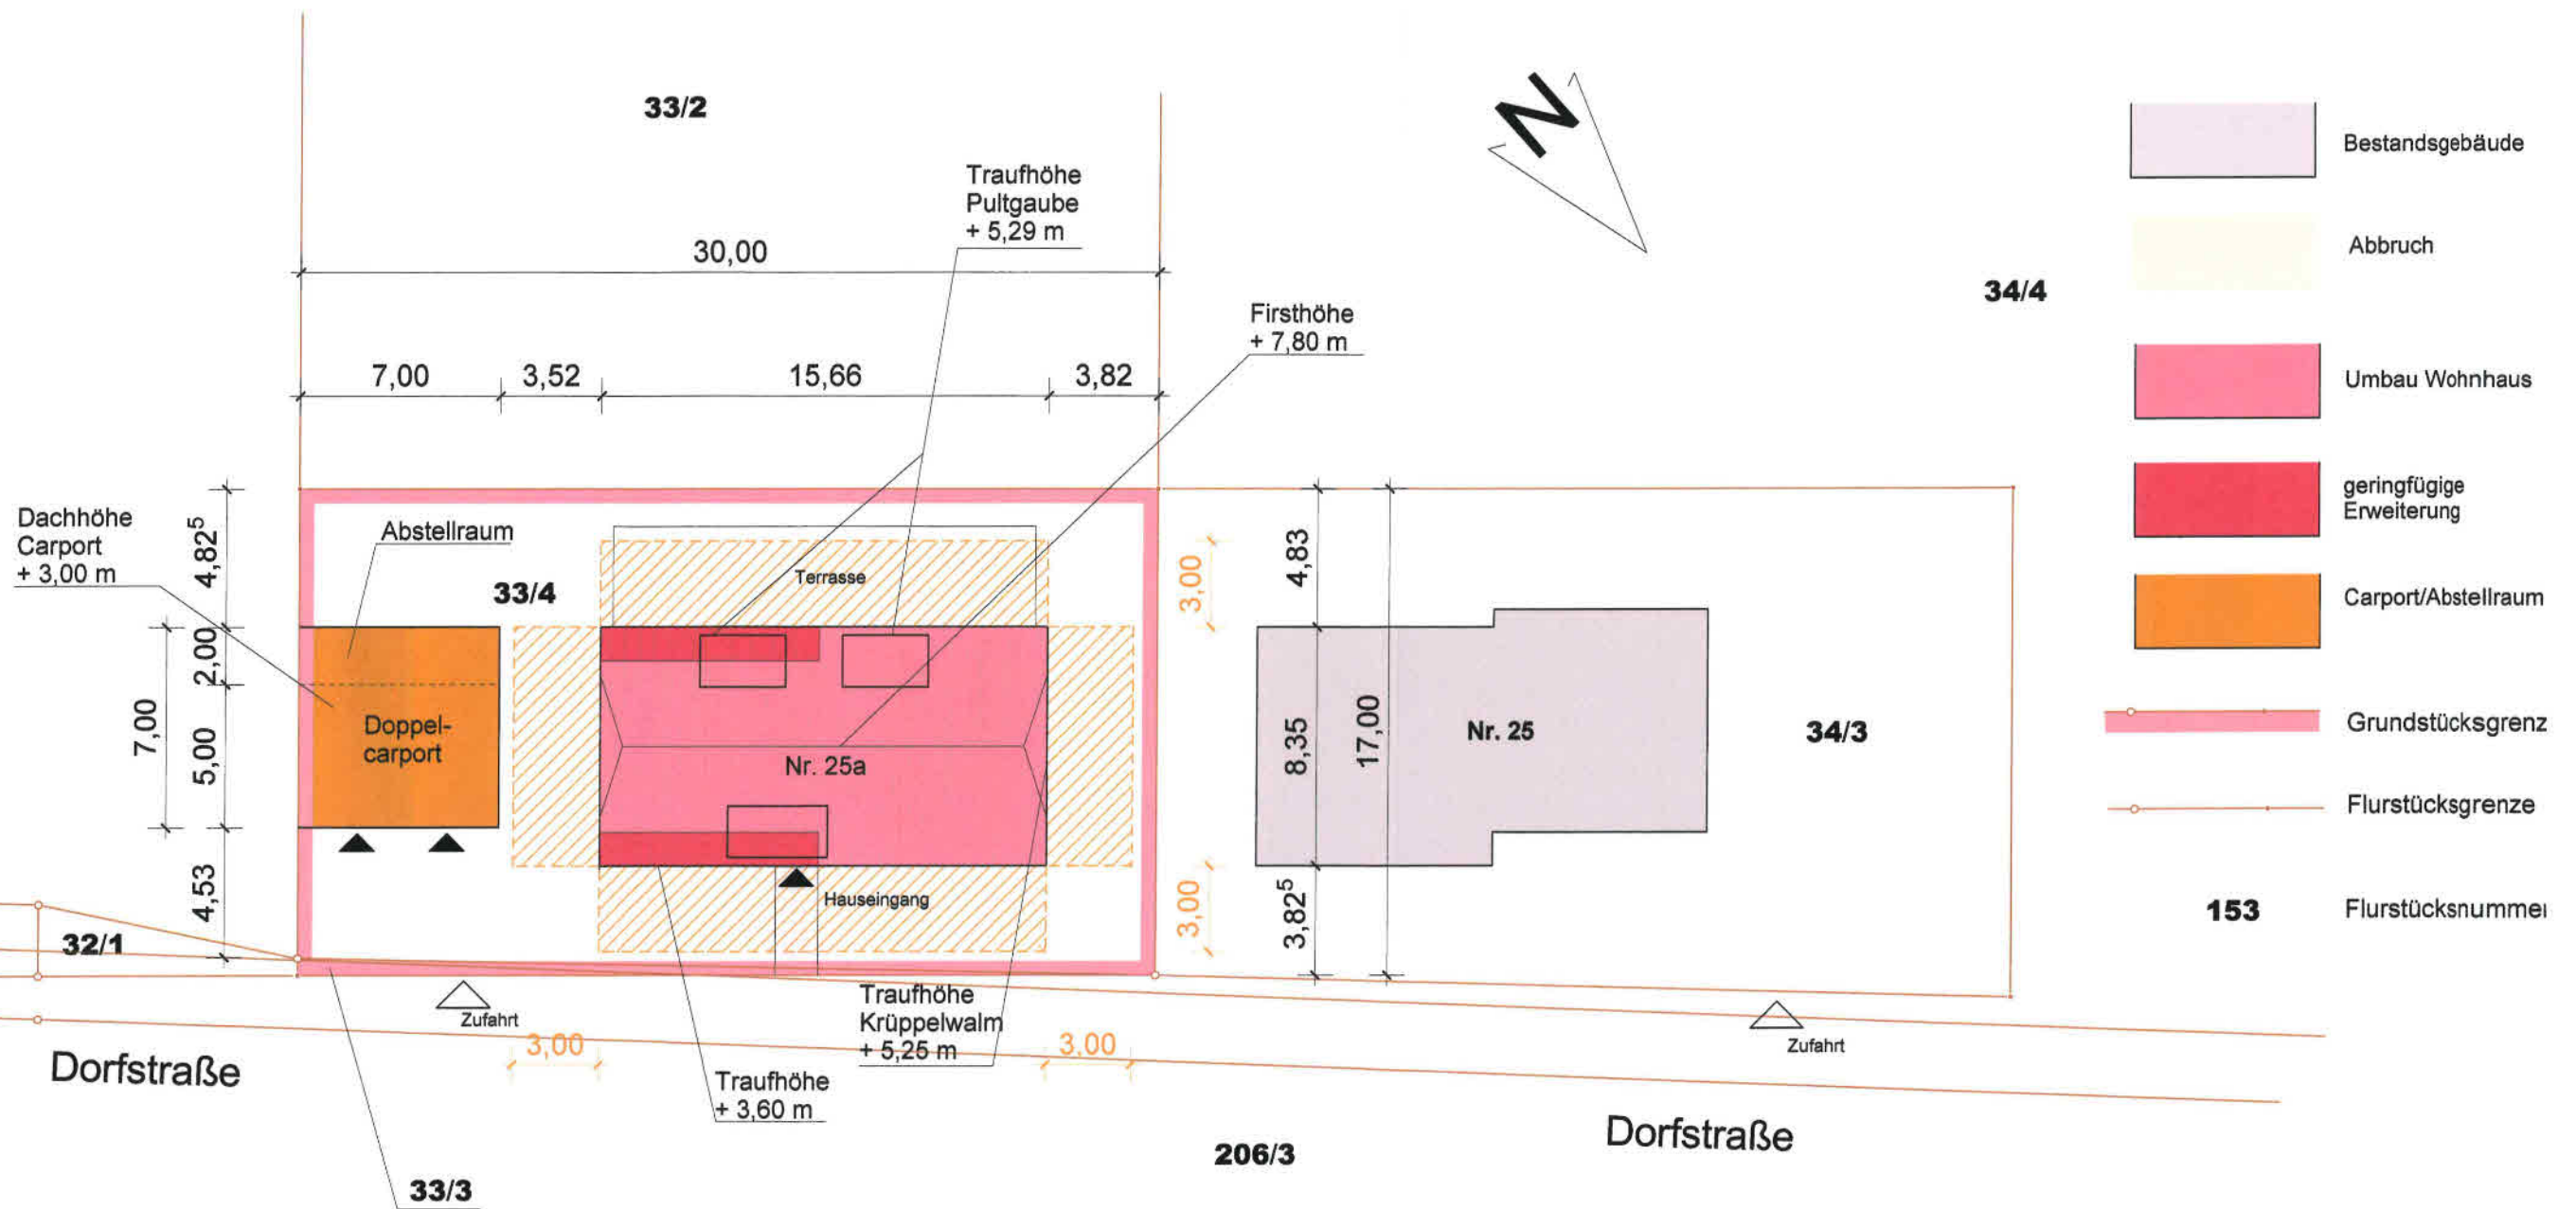 33/2
Traufhöhe
Pultgaube
+ 5,29 m
30,00
Firsthöhe
+ 7,80 m
7,00
3,52
15,66
3,82
N
34/4
Bestandsgebäude
Abbruch
Umbau Wohnhaus
geringfügige
Erweiterung
Carport/Abstellraum
Grundstücksgrenz
Flurstücksgrenze
153
Flurstücksnummer
Dachhöhe
Carport
+ 3,00 m
Abstellraum
33/4
4,82⁵
2,00
7,00
5,00
4,53
Doppel-
carport
Terrasse
Nr. 25a
Hauseingang
3,00
3,00
4,83
8,35
17,00
3,82⁵
Nr. 25
34/3
32/1
Zufahrt
3,00
Traufhöhe
Krüppelwalm
+ 5,25 m
3,00
Traufhöhe
+ 3,60 m
Zufahrt
Dorfstraße
Dorfstraße
206/3
33/3